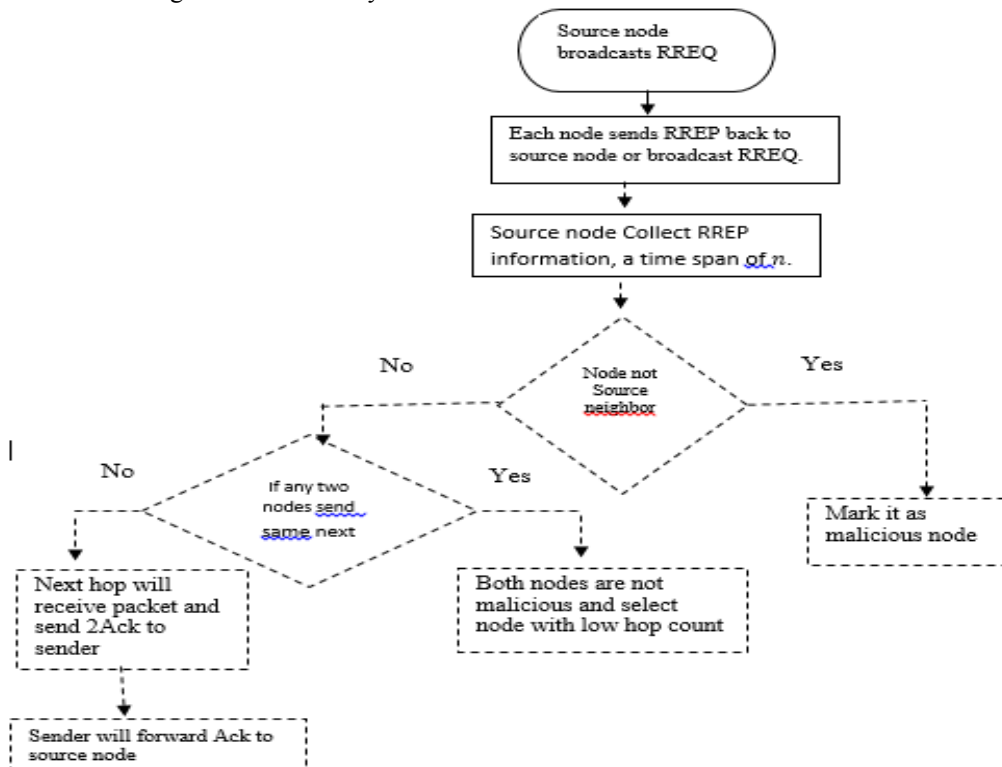 Source node
broadcasts RREQ
Each node sends RREP back to
source node or broadcast RREQ.
Source node Collect RREP
information, a time span of n.
No
Yes
Node not
Source
neighbor
No
Yes
If any two
nodes send
same next
Mark it as
malicious node
Next hop will
receive packet and
send 2Ack to
sender
Both nodes are not
malicious and select
node with low hop count
Sender will forward Ack to
source node